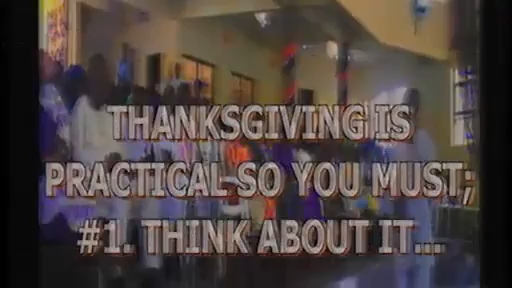 THANKSGIVING IS
PRACTICAL SO YOU MUST;
#1. THINK ABOUT IT...